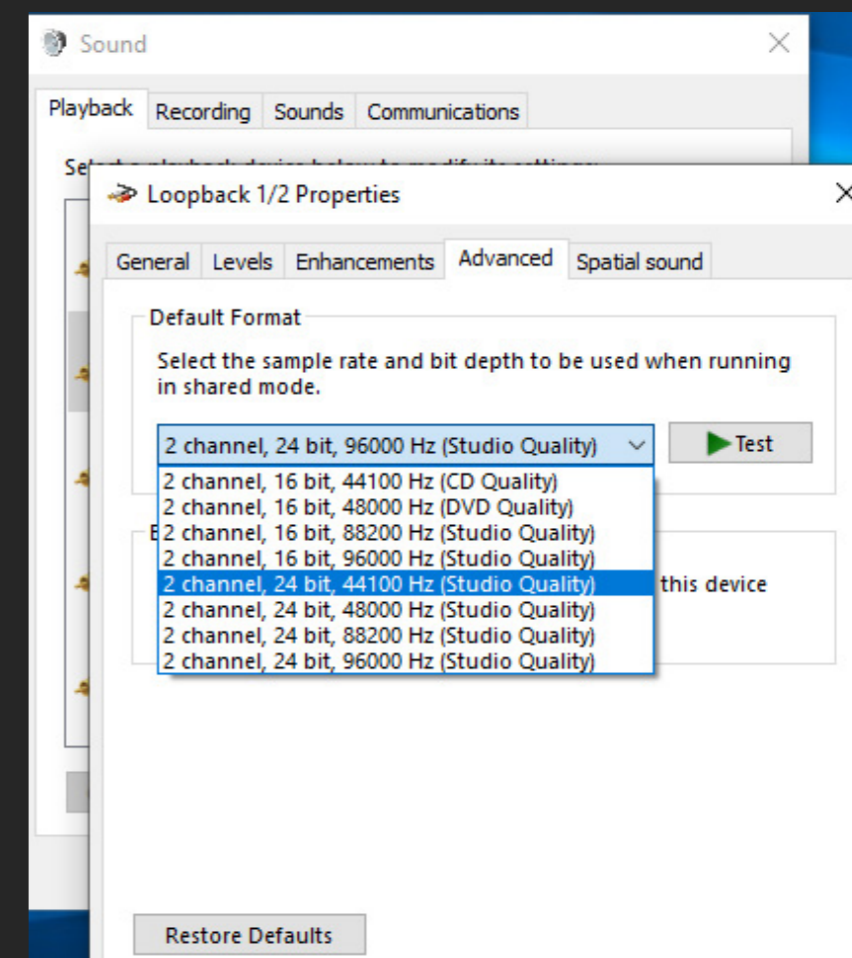 Sound
Playback Recording Sounds Communications
Loopback 1/2 Properties
General Levels Enhancements Advanced Spatial sound
Default Format
Select the sample rate and bit depth to be used when running
in shared mode.
2 channel, 24 bit, 96000 Hz (Studio Quality) Test
2 channel, 16 bit, 44100 Hz (CD Quality)
2 channel, 16 bit, 48000 Hz (DVD Quality)
2 channel, 16 bit, 88200 Hz (Studio Quality)
2 channel, 16 bit, 96000 Hz (Studio Quality)
2 channel, 24 bit, 44100 Hz (Studio Quality) this device
2 channel, 24 bit, 48000 Hz (Studio Quality)
2 channel, 24 bit, 88200 Hz (Studio Quality)
2 channel, 24 bit, 96000 Hz (Studio Quality)
Restore Defaults